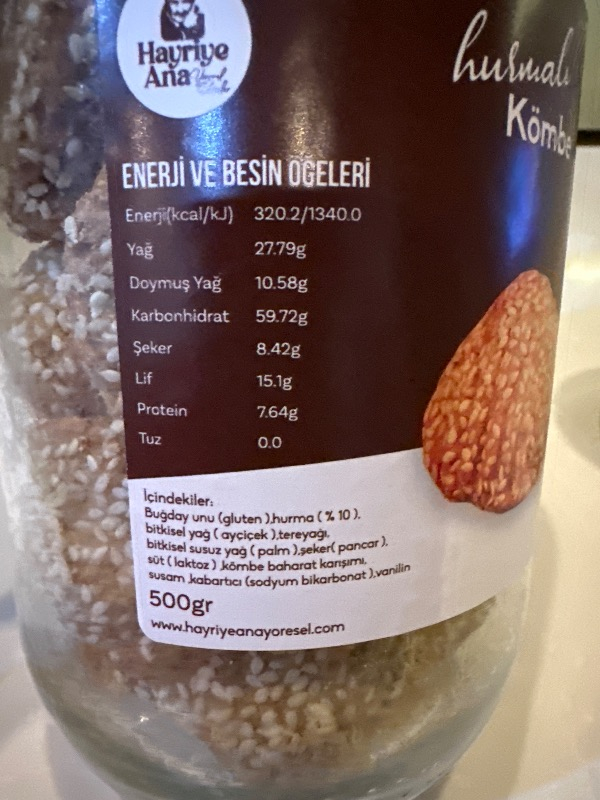 Hayriye
Ana
hurmalı
Kömbe
ENERJİ VE BESİN ÖGELERİ
Enerji(kcal/kJ) 320.2/1340.0
Yağ 27.79g
Doymuş Yağ 10.58g
Karbonhidrat 59.72g
Şeker 8.42g
Lif 15.1g
Protein 7.64g
Tuz 0.0
İçindekiler;
Buğday unu (gluten ),hurma ( % 10 ),
bitkisel yağ ( ayçiçek ),tereyağı,
bitkisel susuz yağ ( palm ),şeker( pancar ),
süt ( laktoz ) ,kömbe baharat karışımı,
susam ,kabartıcı (sodyum bikarbonat ),vanilin
500gr
www.hayriyeanayoresel.com